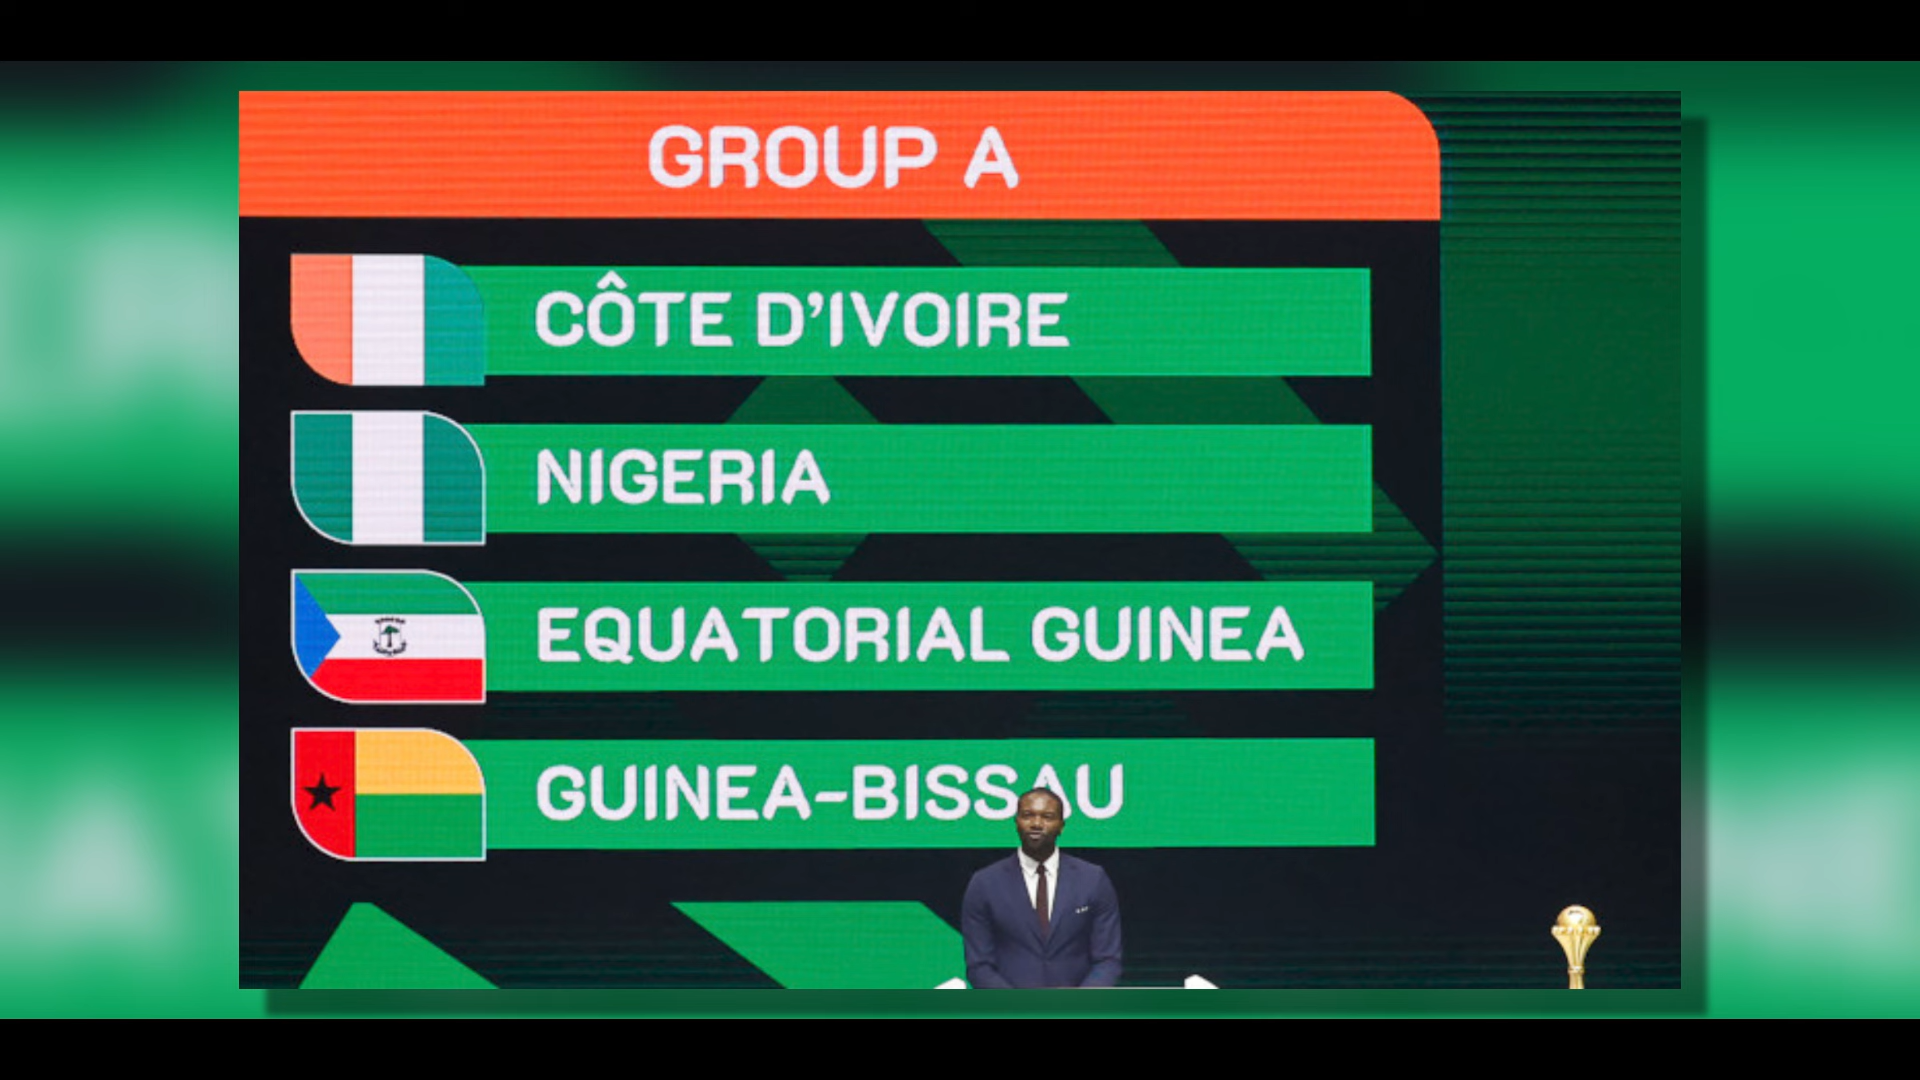 GROUP A
CÔTE D'IVOIRE
NIGERIA
EQUATORIAL GUINEA
GUINEA-BISSAU